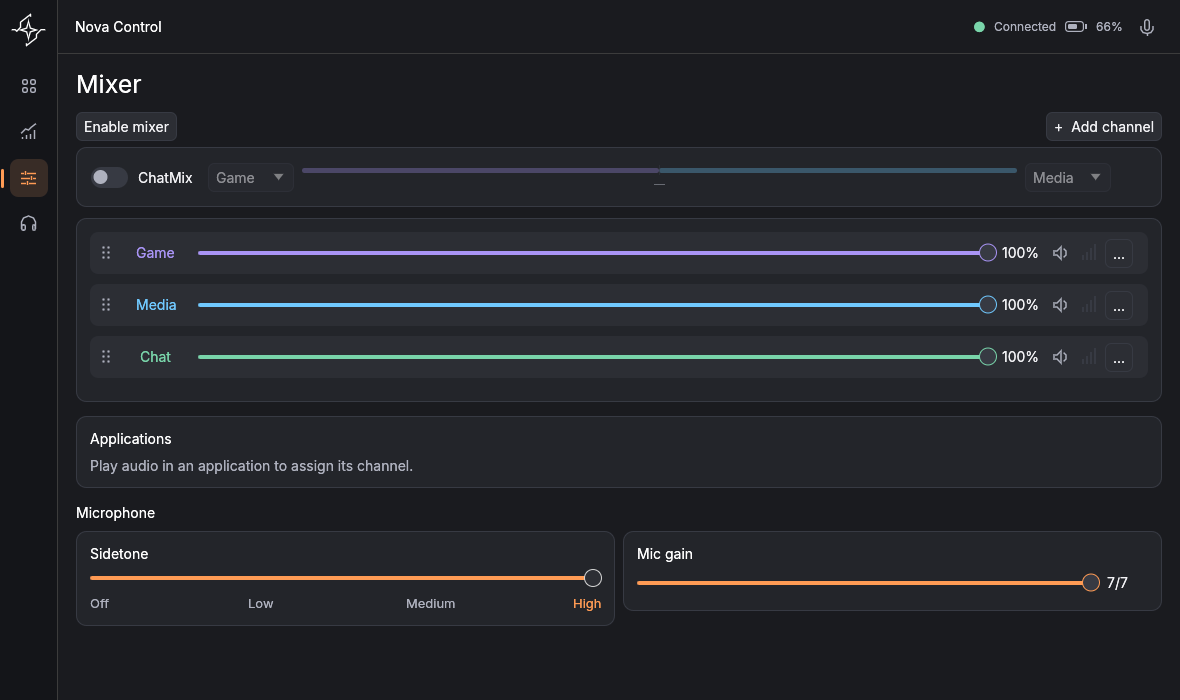 Nova Control
Connected 66%
Mixer
Enable mixer
+ Add channel
ChatMix Game — Media
Game 100% ...
Media 100% ...
Chat 100% ...
Applications
Play audio in an application to assign its channel.
Microphone
Sidetone
Off Low Medium High
Mic gain
7/7